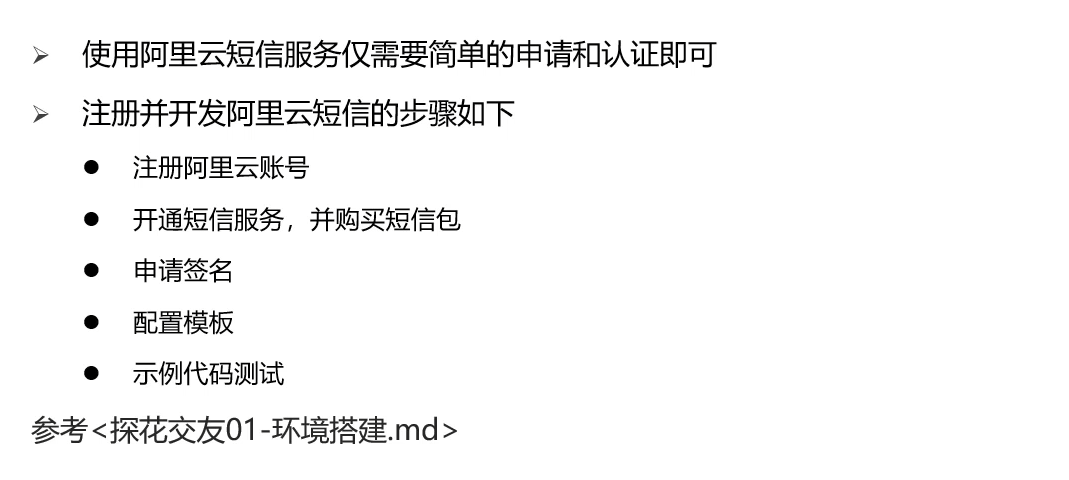 使用阿里云短信服务仅需要简单的申请和认证即可
注册并开发阿里云短信的步骤如下
注册阿里云账号
开通短信服务，并购买短信包
申请签名
配置模板
示例代码测试
参考<探花交友01-环境搭建.md>